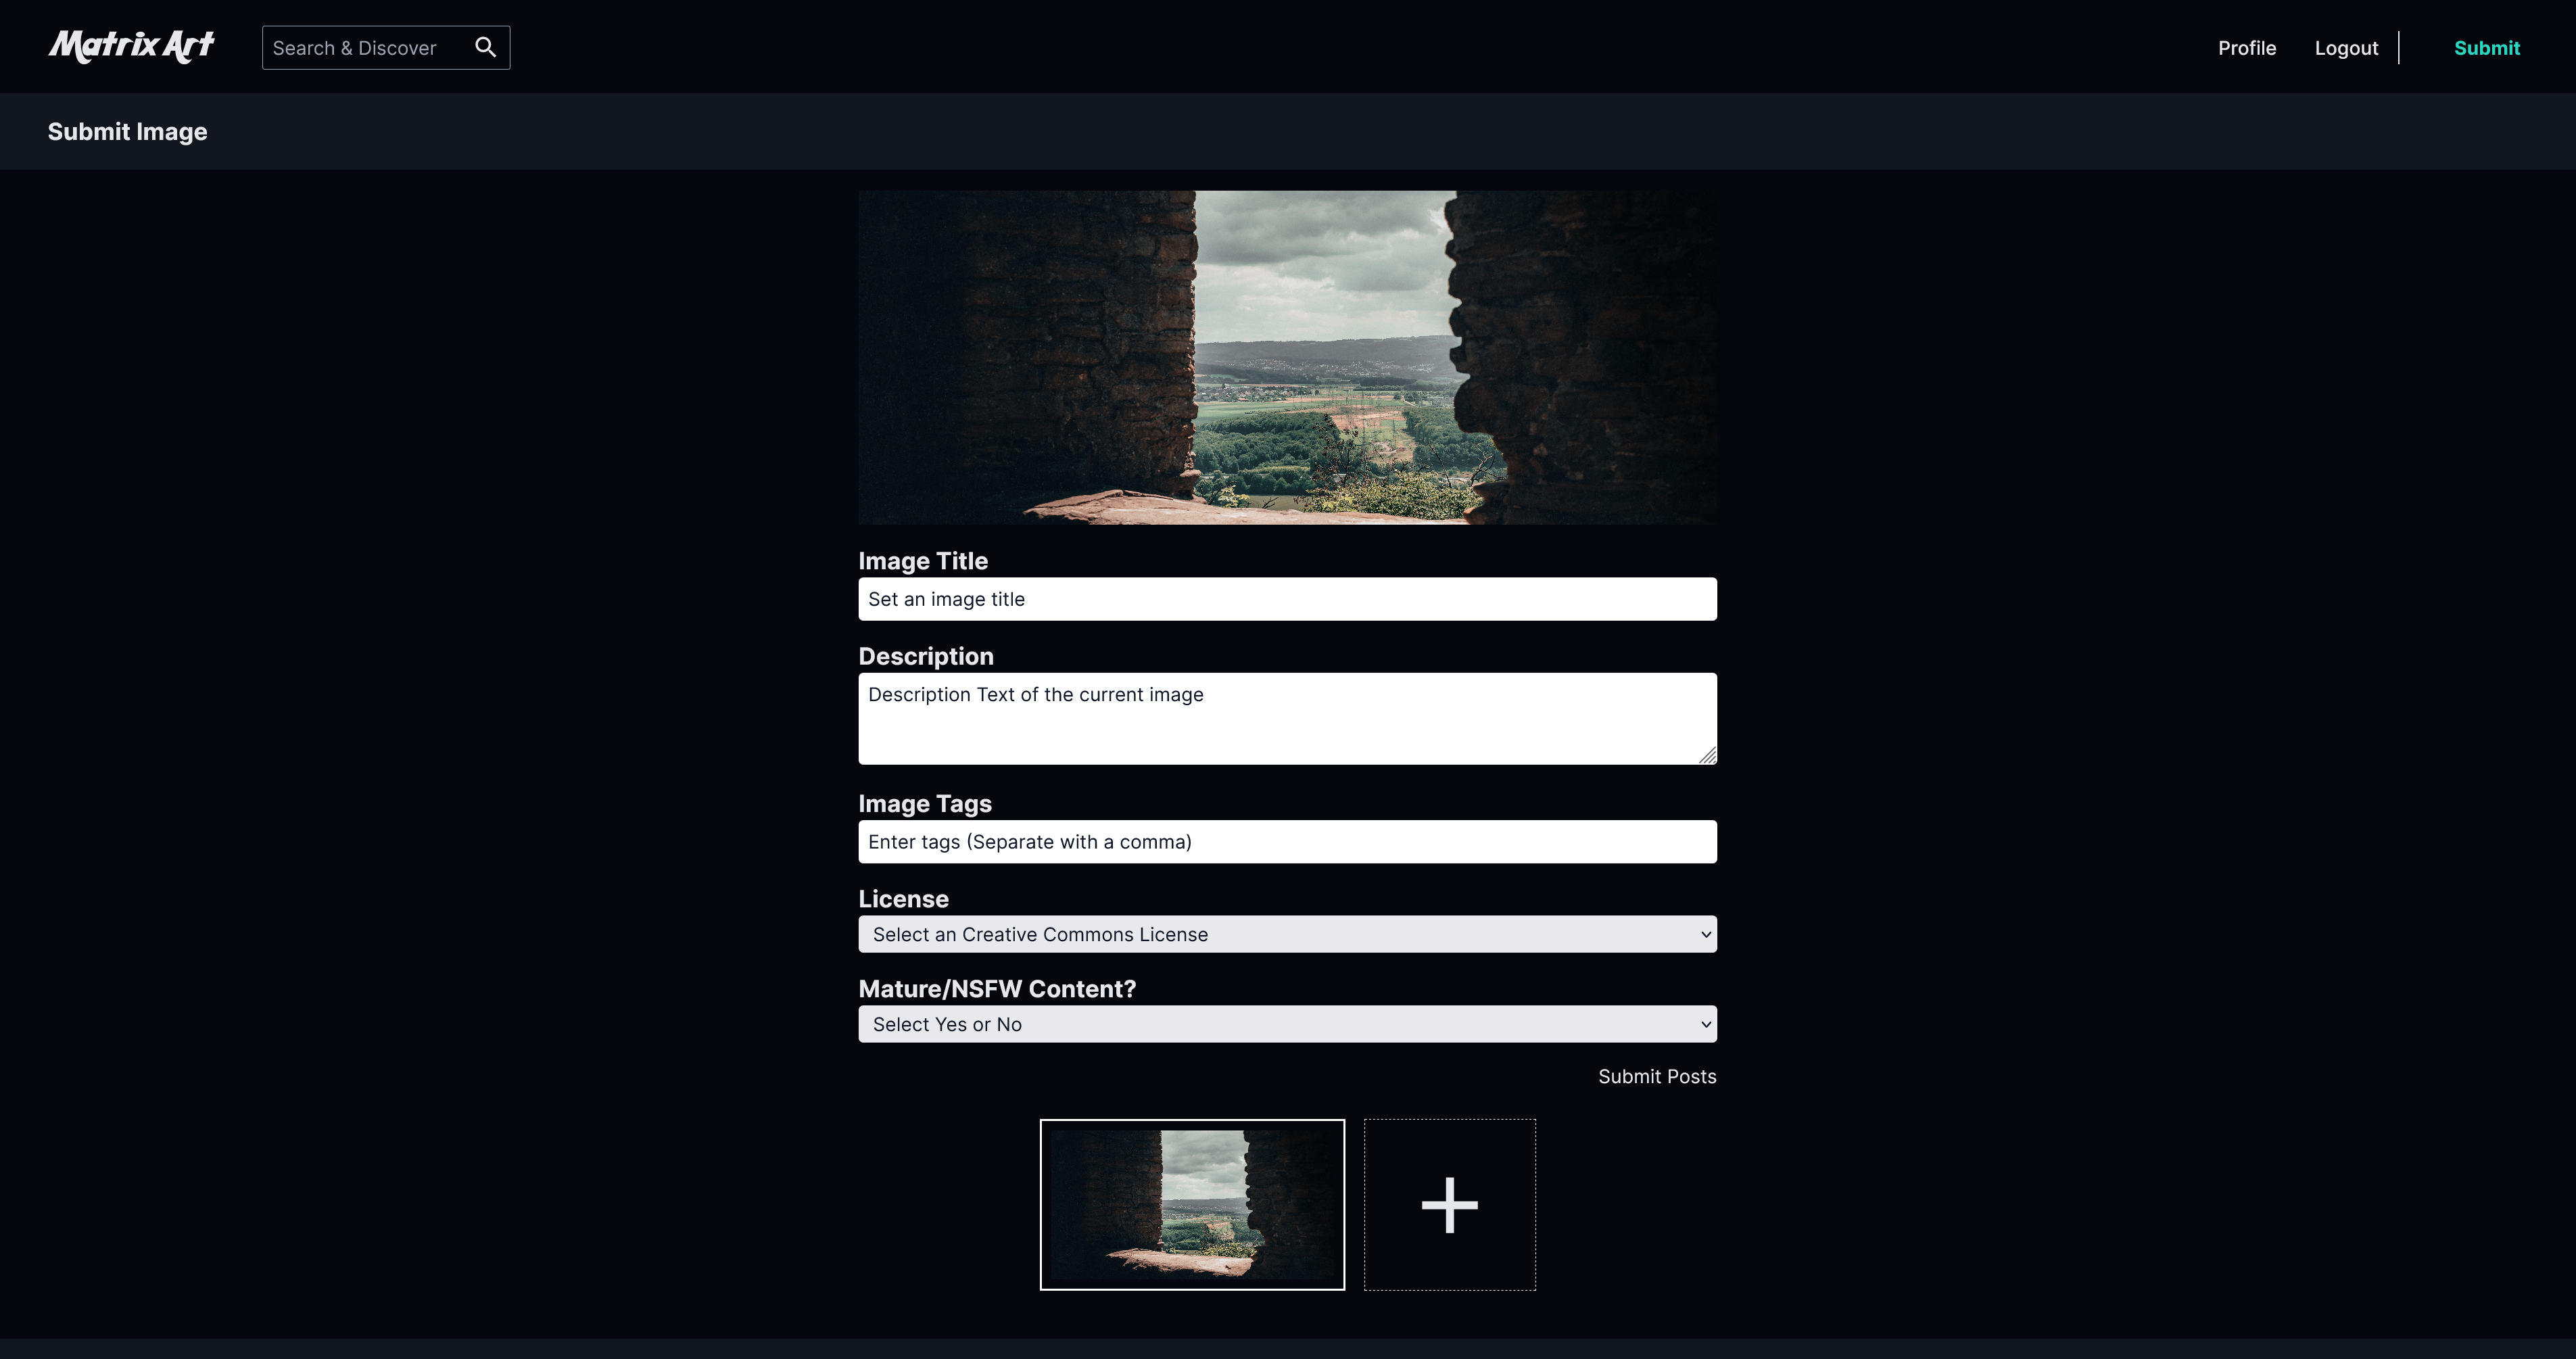 Matrix Art
Search & Discover
Profile
Logout
Submit
Submit Image
Image Title
Set an image title
Description
Description Text of the current image
Image Tags
Enter tags (Separate with a comma)
License
Select an Creative Commons License
Mature/NSFW Content?
Select Yes or No
Submit Posts